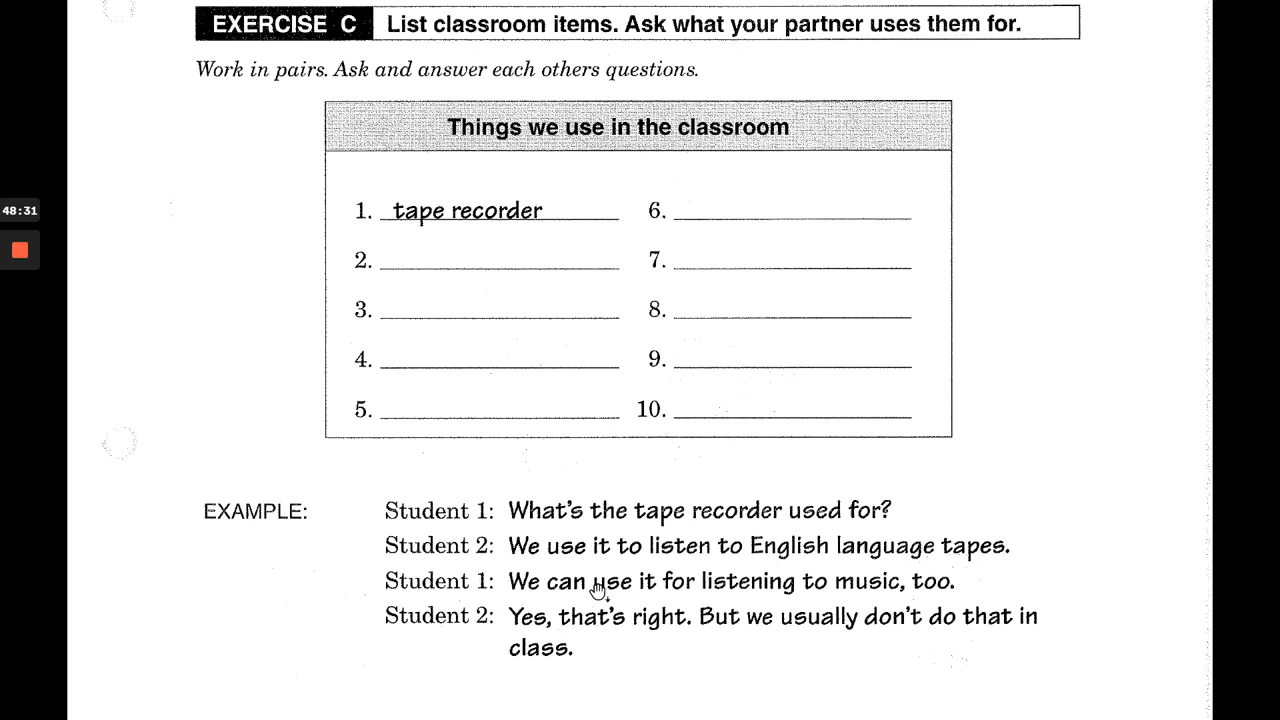 EXERCISE C List classroom items. Ask what your partner uses them for.
Work in pairs. Ask and answer each others questions.
Things we use in the classroom
1. tape recorder 6.
2. 7.
3. 8.
4. 9.
5. 10.
48:31
EXAMPLE: Student 1: What's the tape recorder used for?
Student 2: We use it to listen to English language tapes.
Student 1: We can use it for listening to music, too.
Student 2: Yes, that's right. But we usually don't do that in
class.